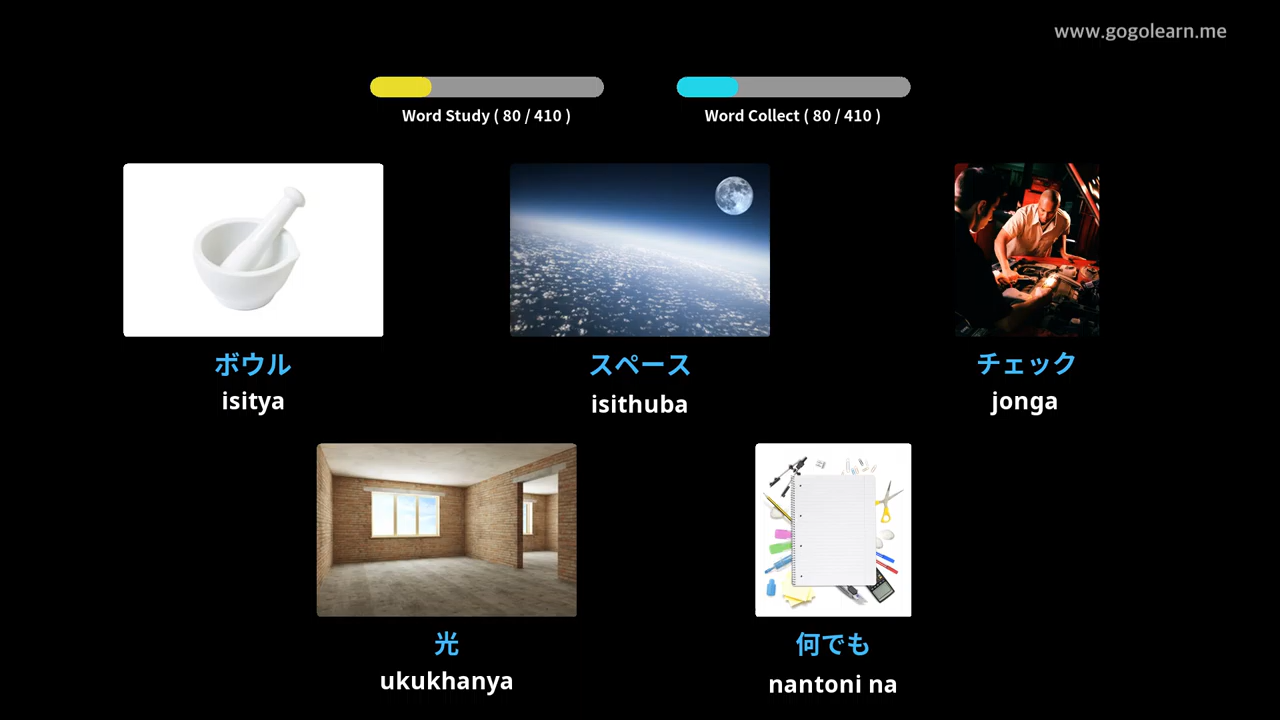 www.gogolearn.me
Word Study ( 80 / 410 )
Word Collect ( 80 / 410 )
ボウル
isitya
スペース
isithuba
チェック
jonga
光
ukukhanya
何でも
nantoni na